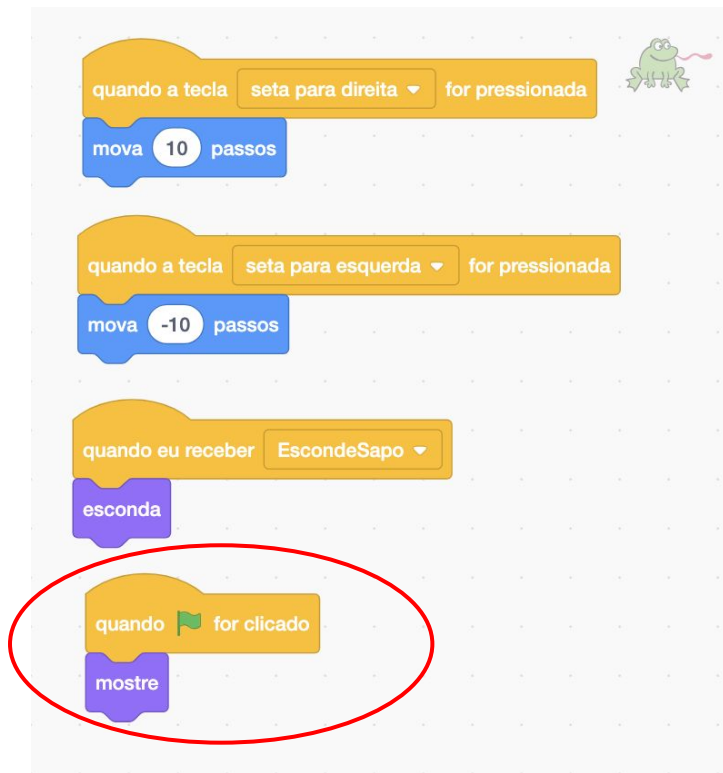 quando a tecla seta para direita for pressionada
mova 10 passos
quando a tecla seta para esquerda for pressionada
mova -10 passos
quando eu receber EscondeSapo
esconda
quando for clicado
mostre